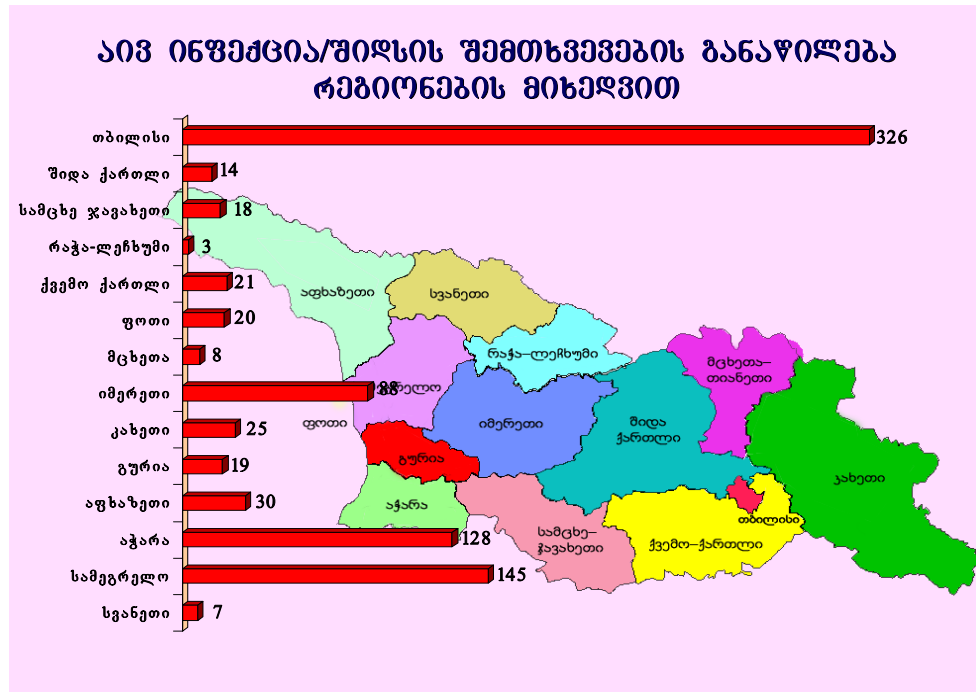 აივ ინფექცია/შიდსის შემთხვევების განაწილება
რეგიონების მიხედვით
თბილისი 326
შიდა ქართლი 14
სამცხე ჯავახეთი 18
რაჭა-ლეჩხუმი 3
ქვემო ქართლი 21
ფოთი 20
მცხეთა 8
იმერეთი 88
კახეთი 25
გურია 19
აფხაზეთი 30
აჭარა 128
სამეგრელო 145
სვანეთი 7
აფხაზეთი
სვანეთი
რაჭა–ლეჩხუმი
მცხეთა–
თიანეთი
ფოთი
იმერეთი
შიდა
ქართლი
გურია
კახეთი
აჭარა
თბილისი
სამცხე–
ჯავახეთი
ქვემო–ქართლი